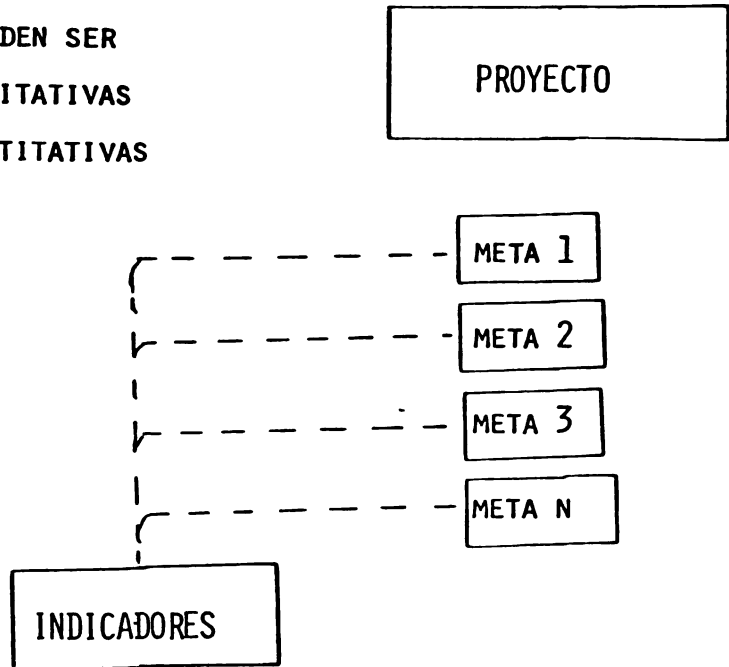 DEN SER
ITATIVAS
TITATIVAS
PROYECTO
META 1
META 2
META 3
META N
INDICADORES